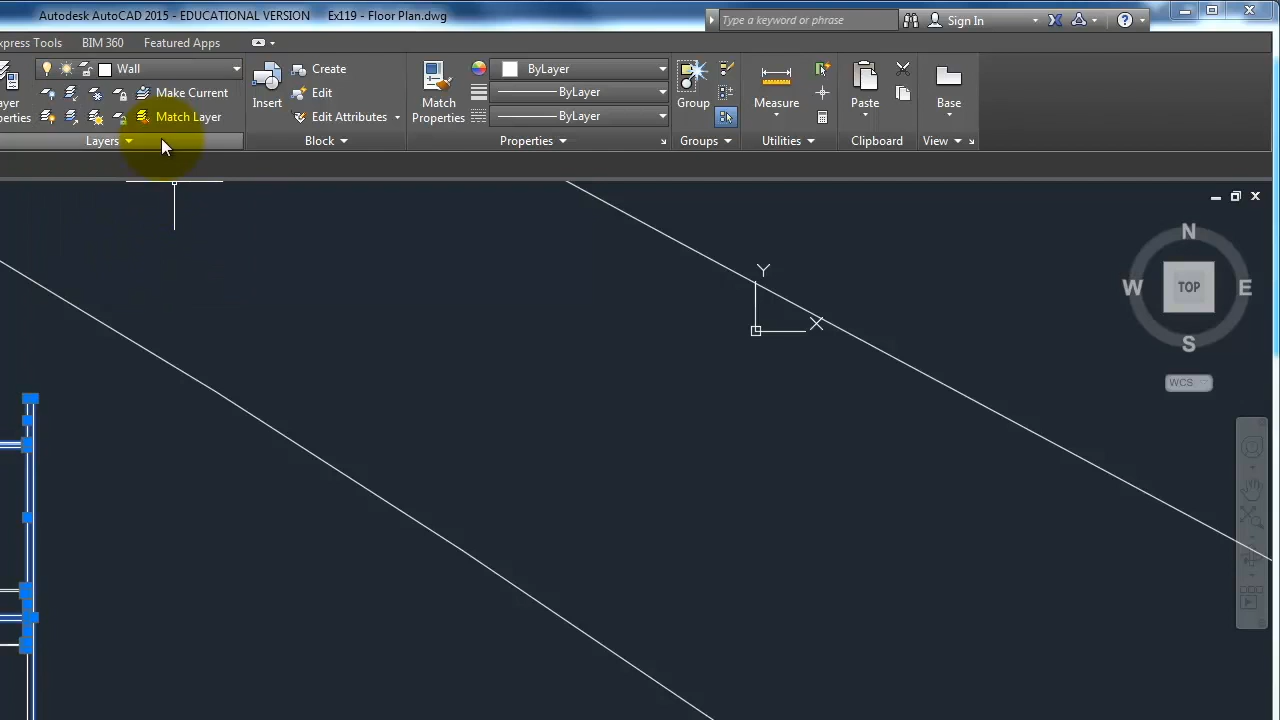 Autodesk AutoCAD 2015 - EDUCATIONAL VERSION Ex119 - Floor Plan.dwg
Type a keyword or phrase
Sign In
xpress Tools BIM 360 Featured Apps
Wall
Make Current
Match Layer
Layers
Insert
Create
Edit
Edit Attributes
Block
Match
Properties
ByLayer
ByLayer
ByLayer
Properties
Group
Groups
Measure
Utilities
Paste
Clipboard
Base
View
ayer
operties
Y
X
N
W
TOP
E
S
WCS